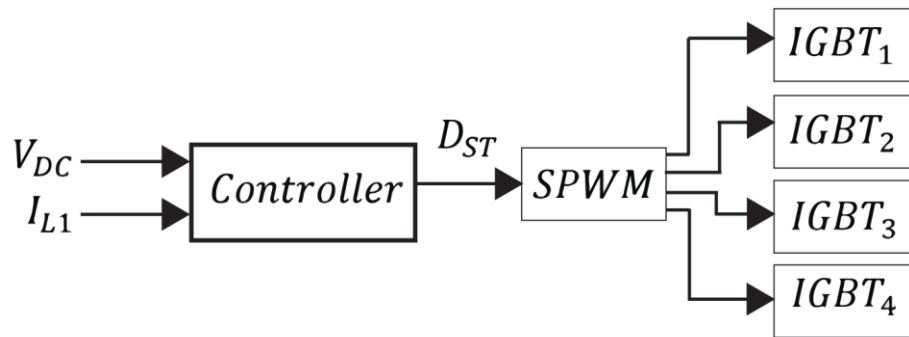 V_DC
I_L1
Controller
D_ST
SPWM
IGBT_1
IGBT_2
IGBT_3
IGBT_4